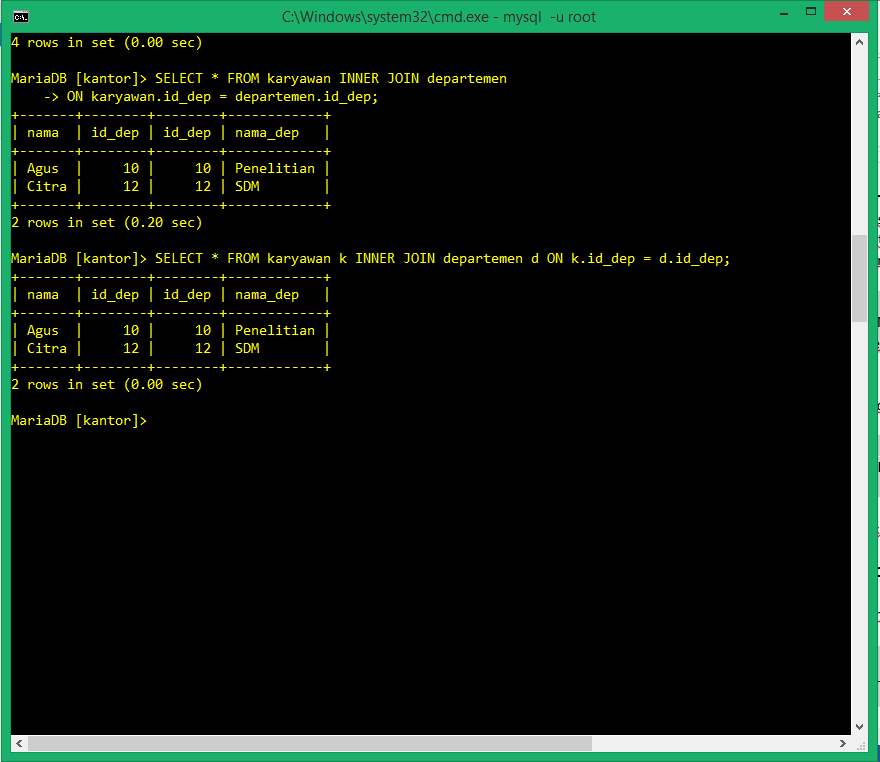 C:\Windows\system32\cmd.exe - mysql  -u root
4 rows in set (0.00 sec)
MariaDB [kantor]> SELECT * FROM karyawan INNER JOIN departemen
    -> ON karyawan.id_dep = departemen.id_dep;
+-------+--------+--------+------------+
| nama  | id_dep | id_dep | nama_dep   |
+-------+--------+--------+------------+
| Agus  |     10 |     10 | Penelitian |
| Citra |     12 |     12 | SDM        |
+-------+--------+--------+------------+
2 rows in set (0.20 sec)
MariaDB [kantor]> SELECT * FROM karyawan k INNER JOIN departemen d ON k.id_dep = d.id_dep;
+-------+--------+--------+------------+
| nama  | id_dep | id_dep | nama_dep   |
+-------+--------+--------+------------+
| Agus  |     10 |     10 | Penelitian |
| Citra |     12 |     12 | SDM        |
+-------+--------+--------+------------+
2 rows in set (0.00 sec)
MariaDB [kantor]>